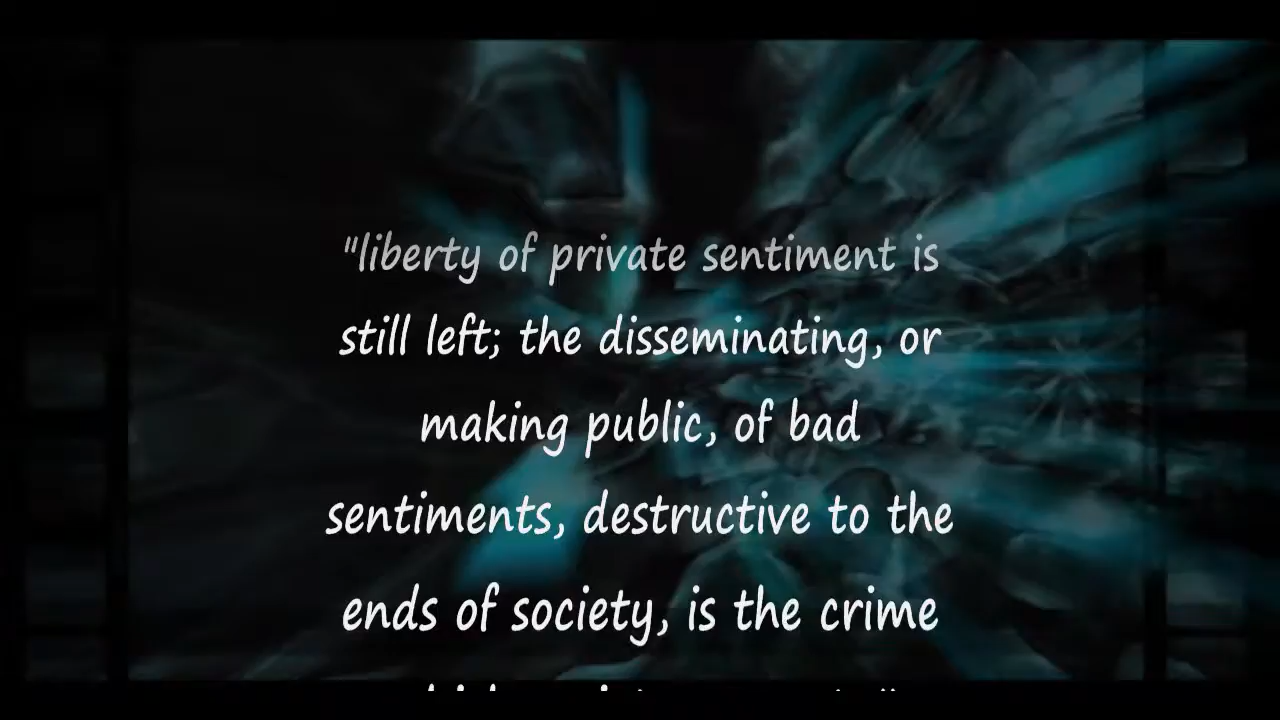 "liberty of private sentiment is
still left; the disseminating, or
making public, of bad
sentiments, destructive to the
ends of society, is the crime